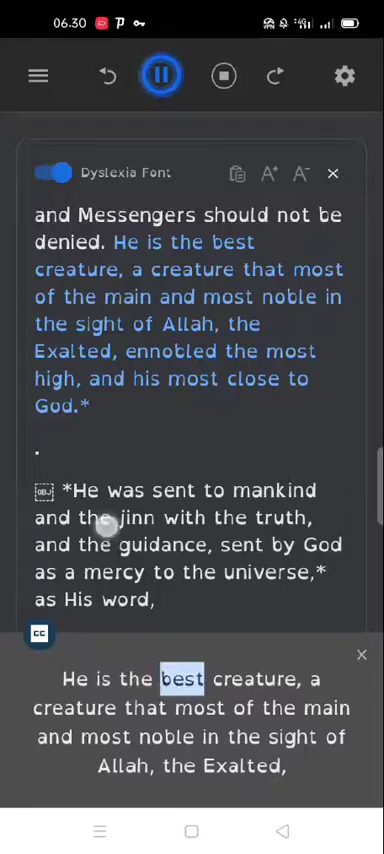 06.30
Dyslexia Font
A+ A-
and Messengers should not be
denied. He is the best
creature, a creature that most
of the main and most noble in
the sight of Allah, the
Exalted, ennobled the most
high, and his most close to
God.*
.
OBJ *He was sent to mankind
and the jinn with the truth,
and the guidance, sent by God
as a mercy to the universe,*
as His word,
CC
He is the best creature, a
creature that most of the main
and most noble in the sight of
Allah, the Exalted,